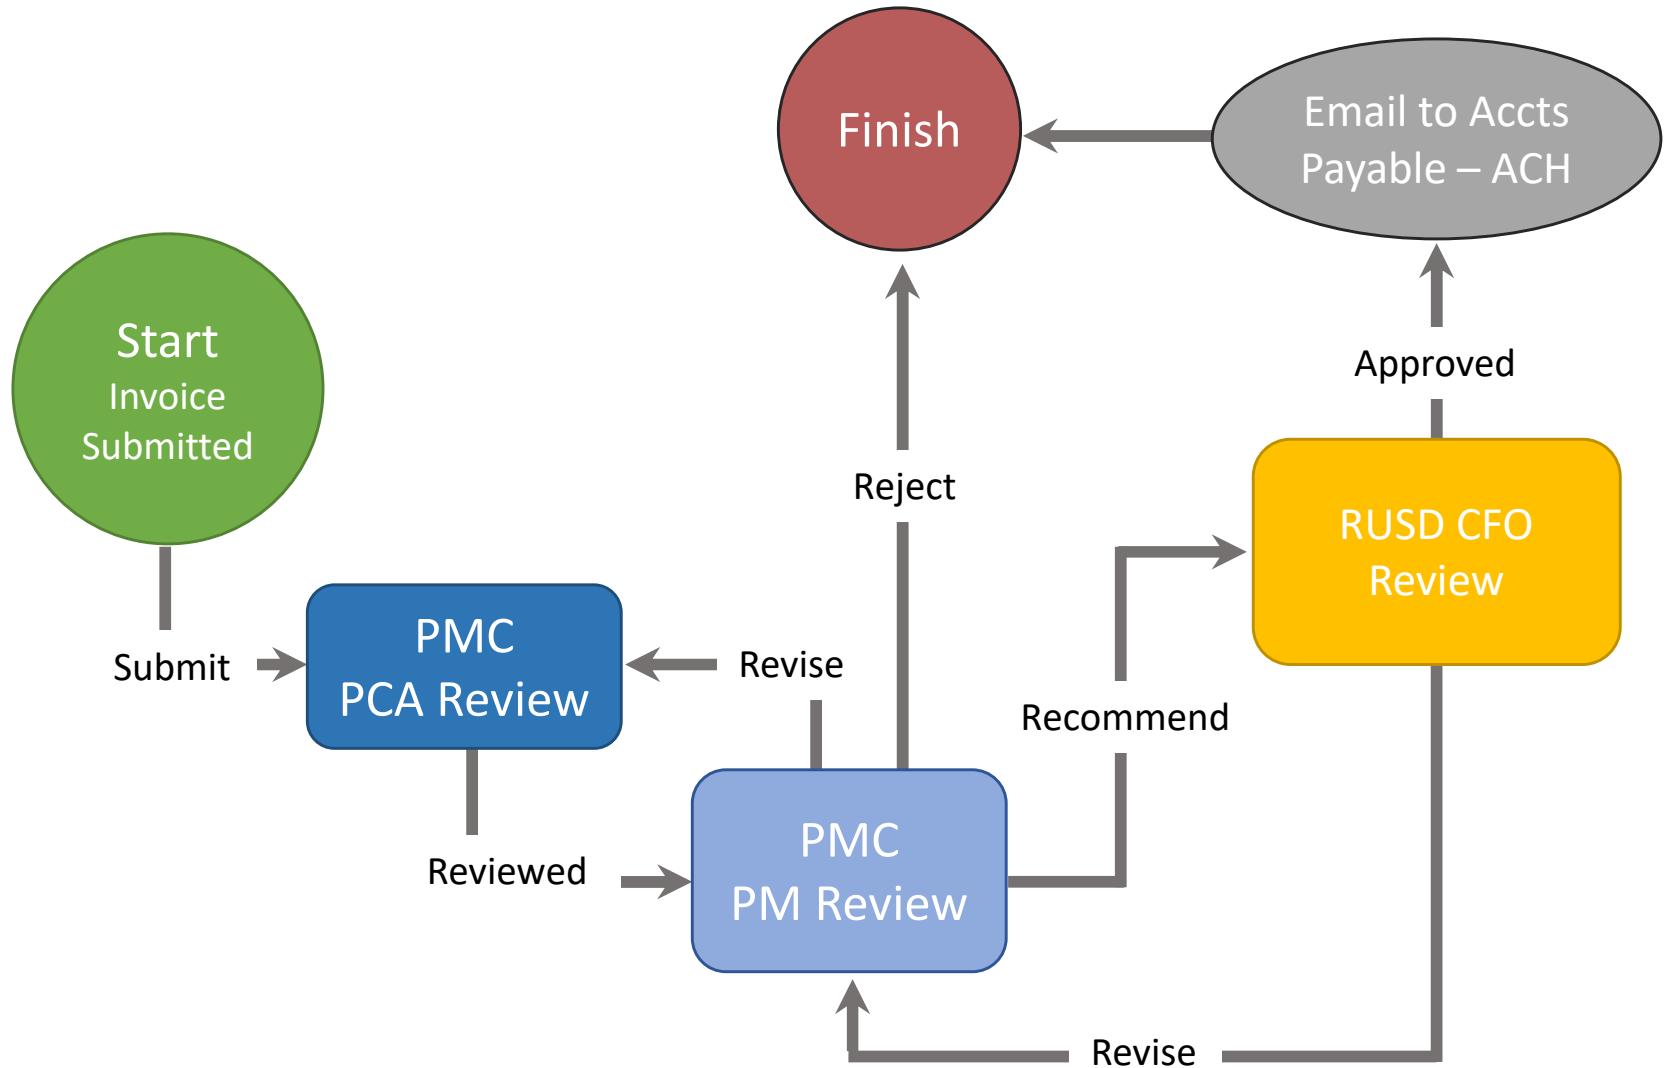 Finish
Email to Accts
Payable – ACH
Start
Invoice
Submitted
Approved
Reject
RUSD CFO
Review
Submit
PMC
PCA Review
Revise
Recommend
Reviewed
PMC
PM Review
Revise